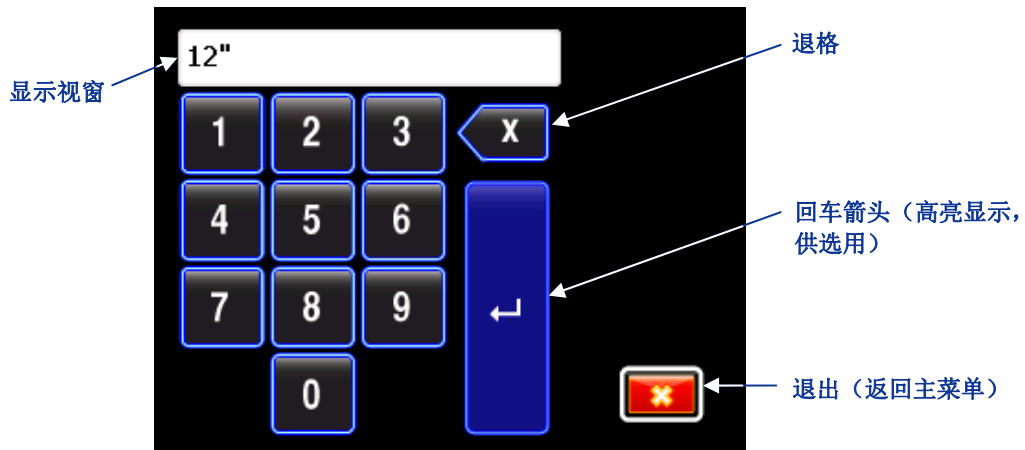 12"
退格
显示视窗
1 2 3 X
4 5 6
回车箭头（高亮显示，
供选用）
7 8 9
0
退出（返回主菜单）